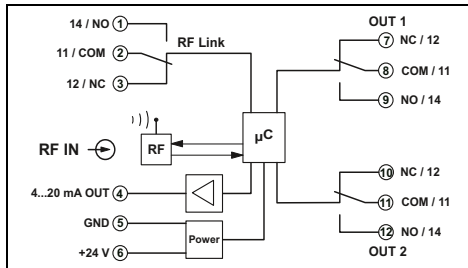 14 / NO 1
11 / COM 2
12 / NC 3
RF Link
OUT 1
7 NC / 12
8 COM / 11
9 NO / 14
RF IN
RF
µC
4...20 mA OUT 4
GND 5
+24 V 6
Power
10 NC / 12
11 COM / 11
12 NO / 14
OUT 2